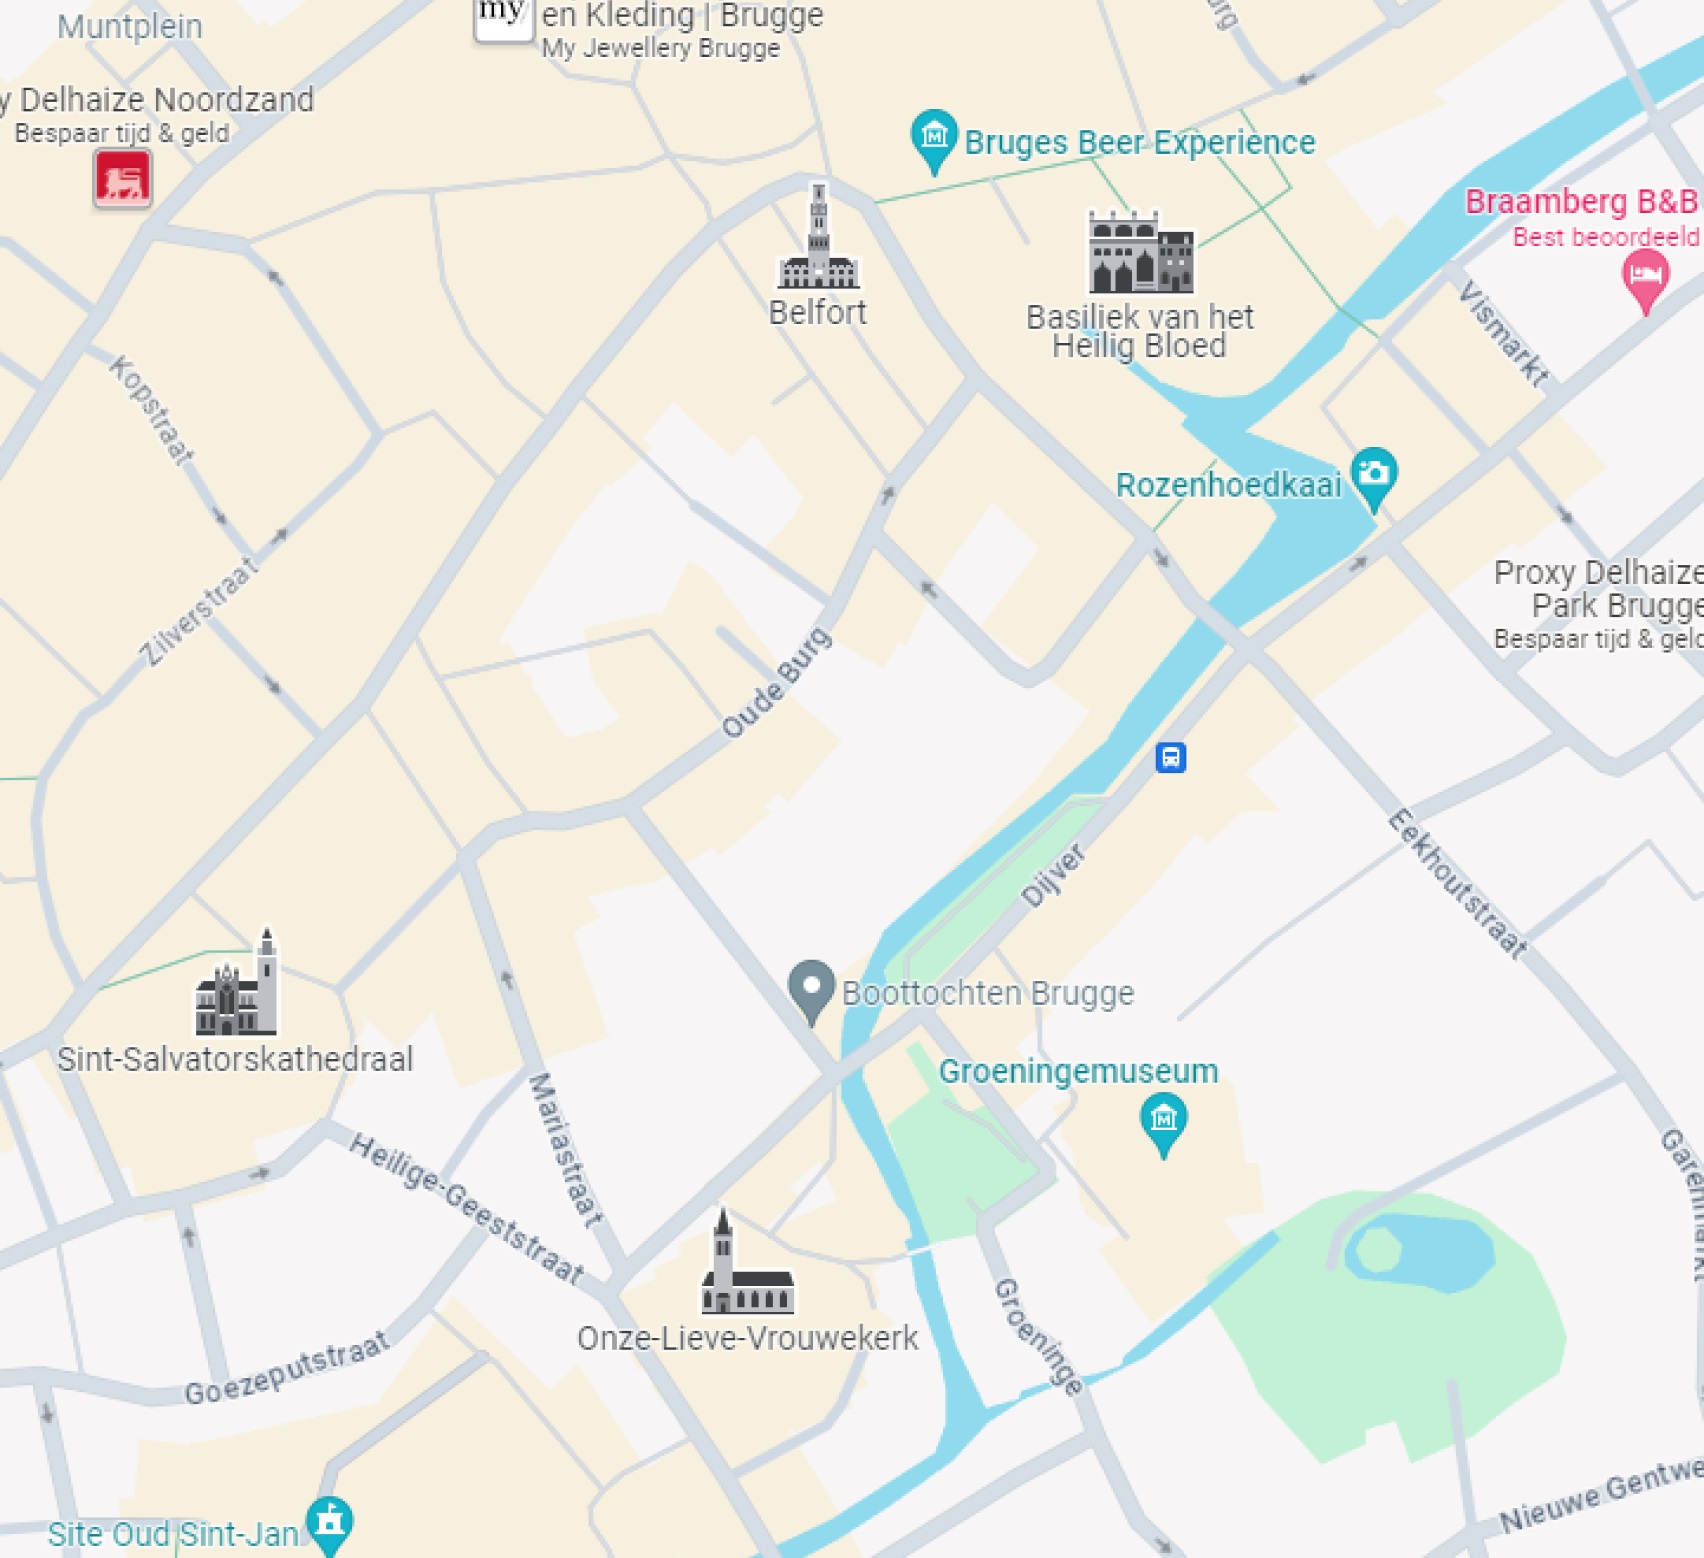 Muntplein
my
en Kleding | Brugge
My Jewellery Brugge
y Delhaize Noordzand
Bespaar tijd & geld
Bruges Beer Experience
Braamberg B&B
Best beoordeeld
Belfort
Basiliek van het
Heilig Bloed
Vismarkt
Kopstraat
Rozenhoedkaai
Zilverstraat
Proxy Delhaize
Park Brugge
Bespaar tijd & geld
Oude Burg
Eekhoutstraat
Dijver
Boottochten Brugge
Sint-Salvatorskathedraal
Groeningemuseum
Mariastraat
Heilige-Geeststraat
Garenmarkt
Onze-Lieve-Vrouwekerk
Groeninge
Goezeputstraat
Nieuwe Gentwe
Site Oud Sint-Jan